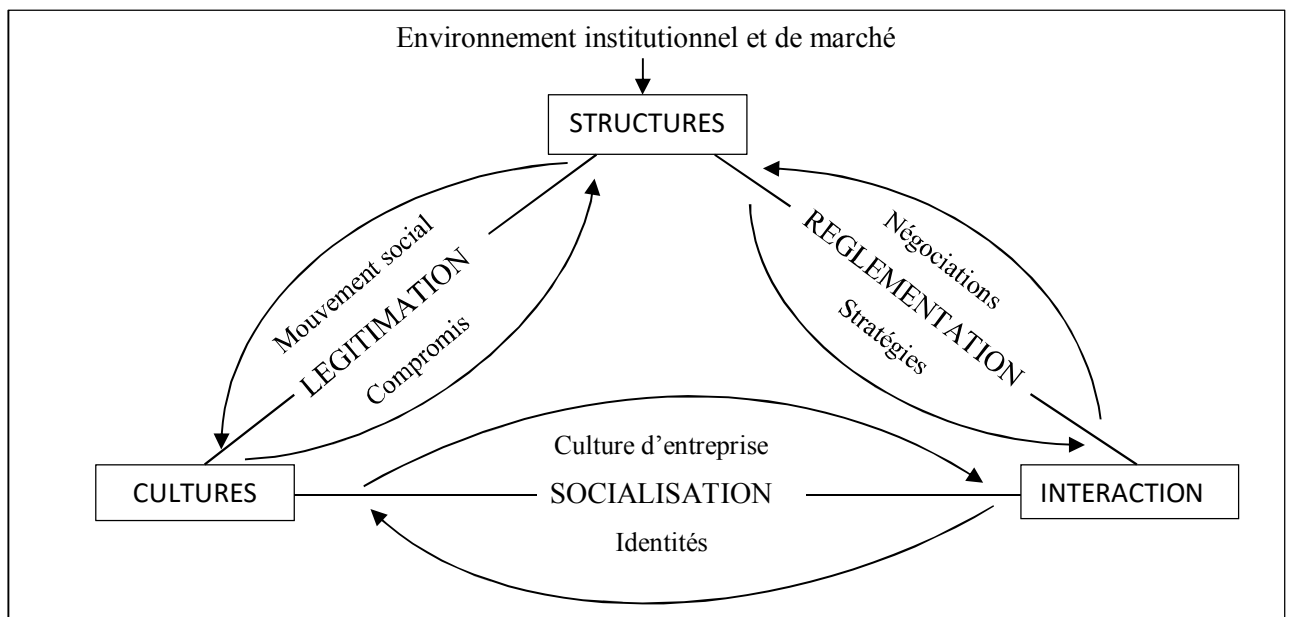 Environnement institutionnel et de marché
STRUCTURES
Mouvement social
LEGITIMATION
Compromis
Négociations
REGLEMENTATION
Stratégies
Culture d’entreprise
CULTURES
SOCIALISATION
INTERACTION
Identités